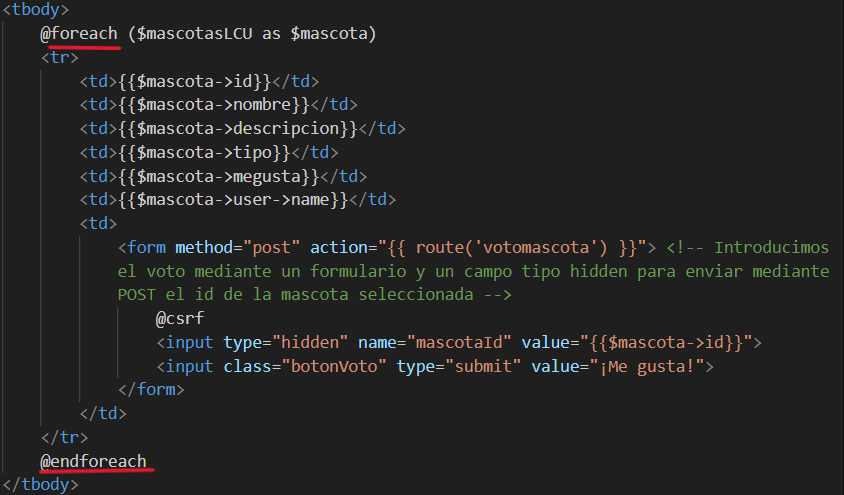 <tbody>
@foreach ($mascotasLCU as $mascota)
<tr>
<td>{{$mascota->id}}</td>
<td>{{$mascota->nombre}}</td>
<td>{{$mascota->descripcion}}</td>
<td>{{$mascota->tipo}}</td>
<td>{{$mascota->megusta}}</td>
<td>{{$mascota->user->name}}</td>
<td>
<form method="post" action="{{ route('votomascota') }}"> <!-- Introducimos
el voto mediante un formulario y un campo tipo hidden para enviar mediante
POST el id de la mascota seleccionada -->
@csrf
<input type="hidden" name="mascotaId" value="{{$mascota->id}}">
<input class="botonVoto" type="submit" value="¡Me gusta!">
</form>
</td>
</tr>
@endforeach
</tbody>